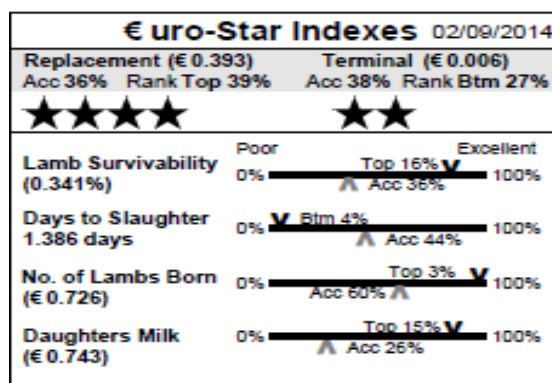 € uro-Star Indexes 02/09/2014
Replacement (€ 0.393) Terminal (€ 0.006)
Acc 36% Rank Top 39% Acc 38% Rank Btm 27%
Poor Excellent
Lamb Survivability 0% Top 16% 100%
(0.341%) Acc 36%
Days to Slaughter 0% Btm 4% 100%
1.386 days Acc 44%
No. of Lambs Born 0% Top 3% 100%
(€ 0.726) Acc 60%
Daughters Milk 0% Top 15% 100%
(€ 0.743) Acc 26%